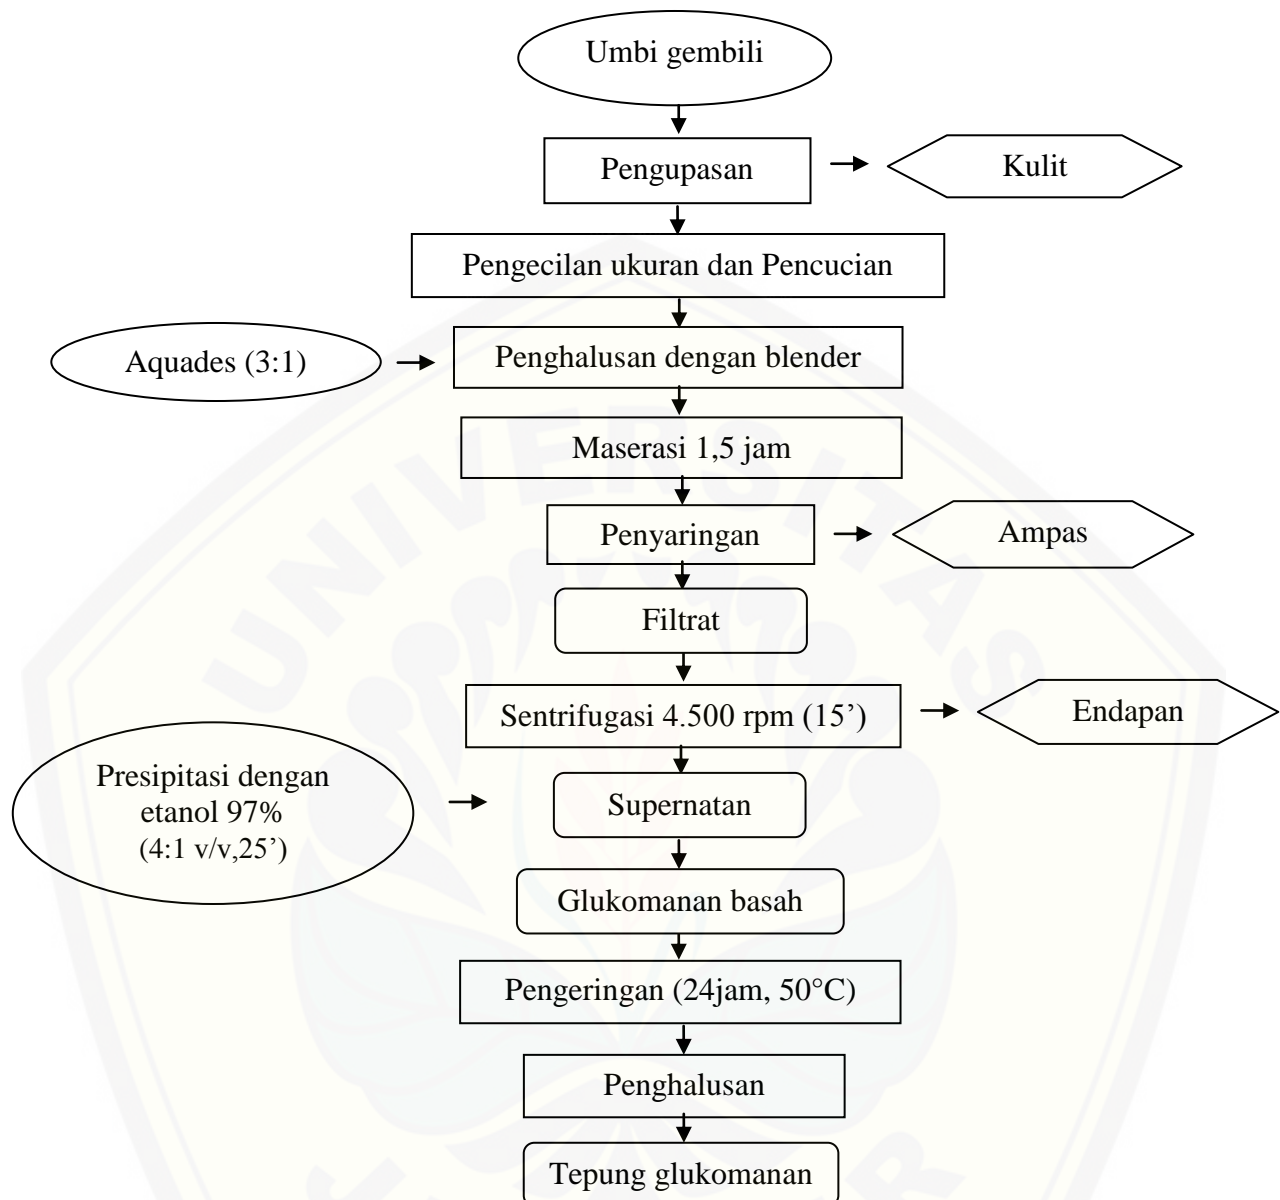 Umbi gembili
Pengupasan
Kulit
Pengecilan ukuran dan Pencucian
Aquades (3:1)
Penghalusan dengan blender
Maserasi 1,5 jam
Penyaringan
Ampas
Filtrat
Sentrifugasi 4.500 rpm (15’)
Endapan
Presipitasi dengan
etanol 97%
(4:1 v/v,25’)
Supernatan
Glukomanan basah
Pengeringan (24jam, 50°C)
Penghalusan
Tepung glukomanan
UNIVERSITAS